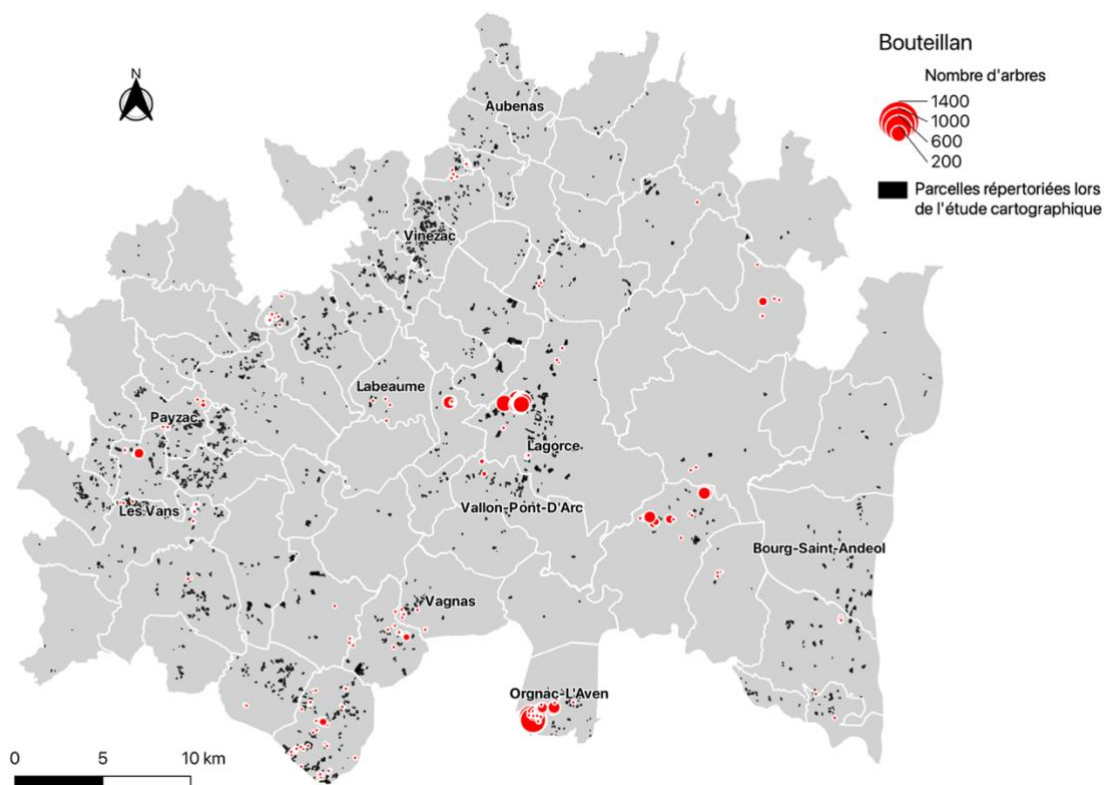 Bouteillan
Nombre d'arbres
1400
1000
600
200
Parcelles répertoriées lors
de l'étude cartographique
N
Aubenas
Vinezac
Labeaume
Payzac
Lagorce
Les Vans
Vallon-Pont-D'Arc
Bourg-Saint-Andeol
Vagnas
Orgnac-L'Aven
0 5 10 km